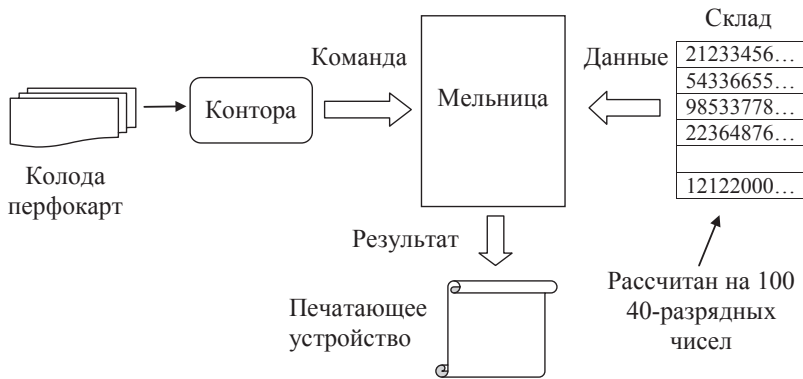 Склад
Команда
Данные
21233456…
54336655…
98533778…
22364876…
12122000…
Контора
Мельница
Колода
перфокарт
Результат
Печатающее
устройство
Рассчитан на 100
40-разрядных
чисел